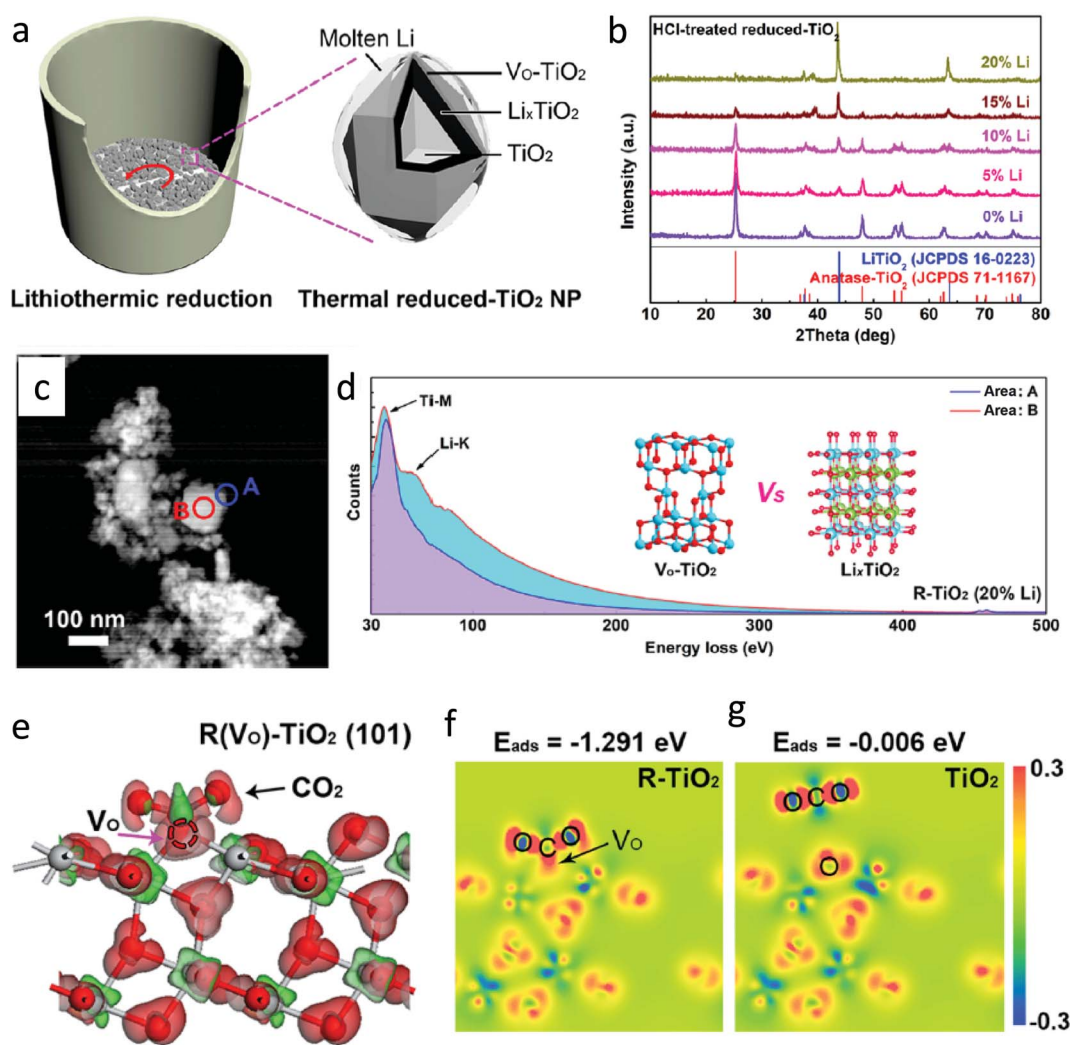 a
Molten Li
Vo-TiO₂
LiₓTiO₂
TiO₂
Lithiothermic reduction
Thermal reduced-TiO₂ NP
b
HCl-treated reduced-TiO₂
20% Li
15% Li
10% Li
5% Li
0% Li
LiTiO₂ (JCPDS 16-0223)
Anatase-TiO₂ (JCPDS 71-1167)
Intensity (a.u.)
10 20 30 40 50 60 70 80
2Theta (deg)
c
B A
100 nm
d
Ti-M
Li-K
Area: A
Area: B
Vs
Vo-TiO₂
LiₓTiO₂
R-TiO₂ (20% Li)
Counts
30 100 200 300 400 500
Energy loss (eV)
e
R(Vo)-TiO₂ (101)
CO₂
Vo
f
Eads = -1.291 eV
R-TiO₂
O C O
Vo
g
Eads = -0.006 eV
TiO₂
O C O
O
0.3
-0.3